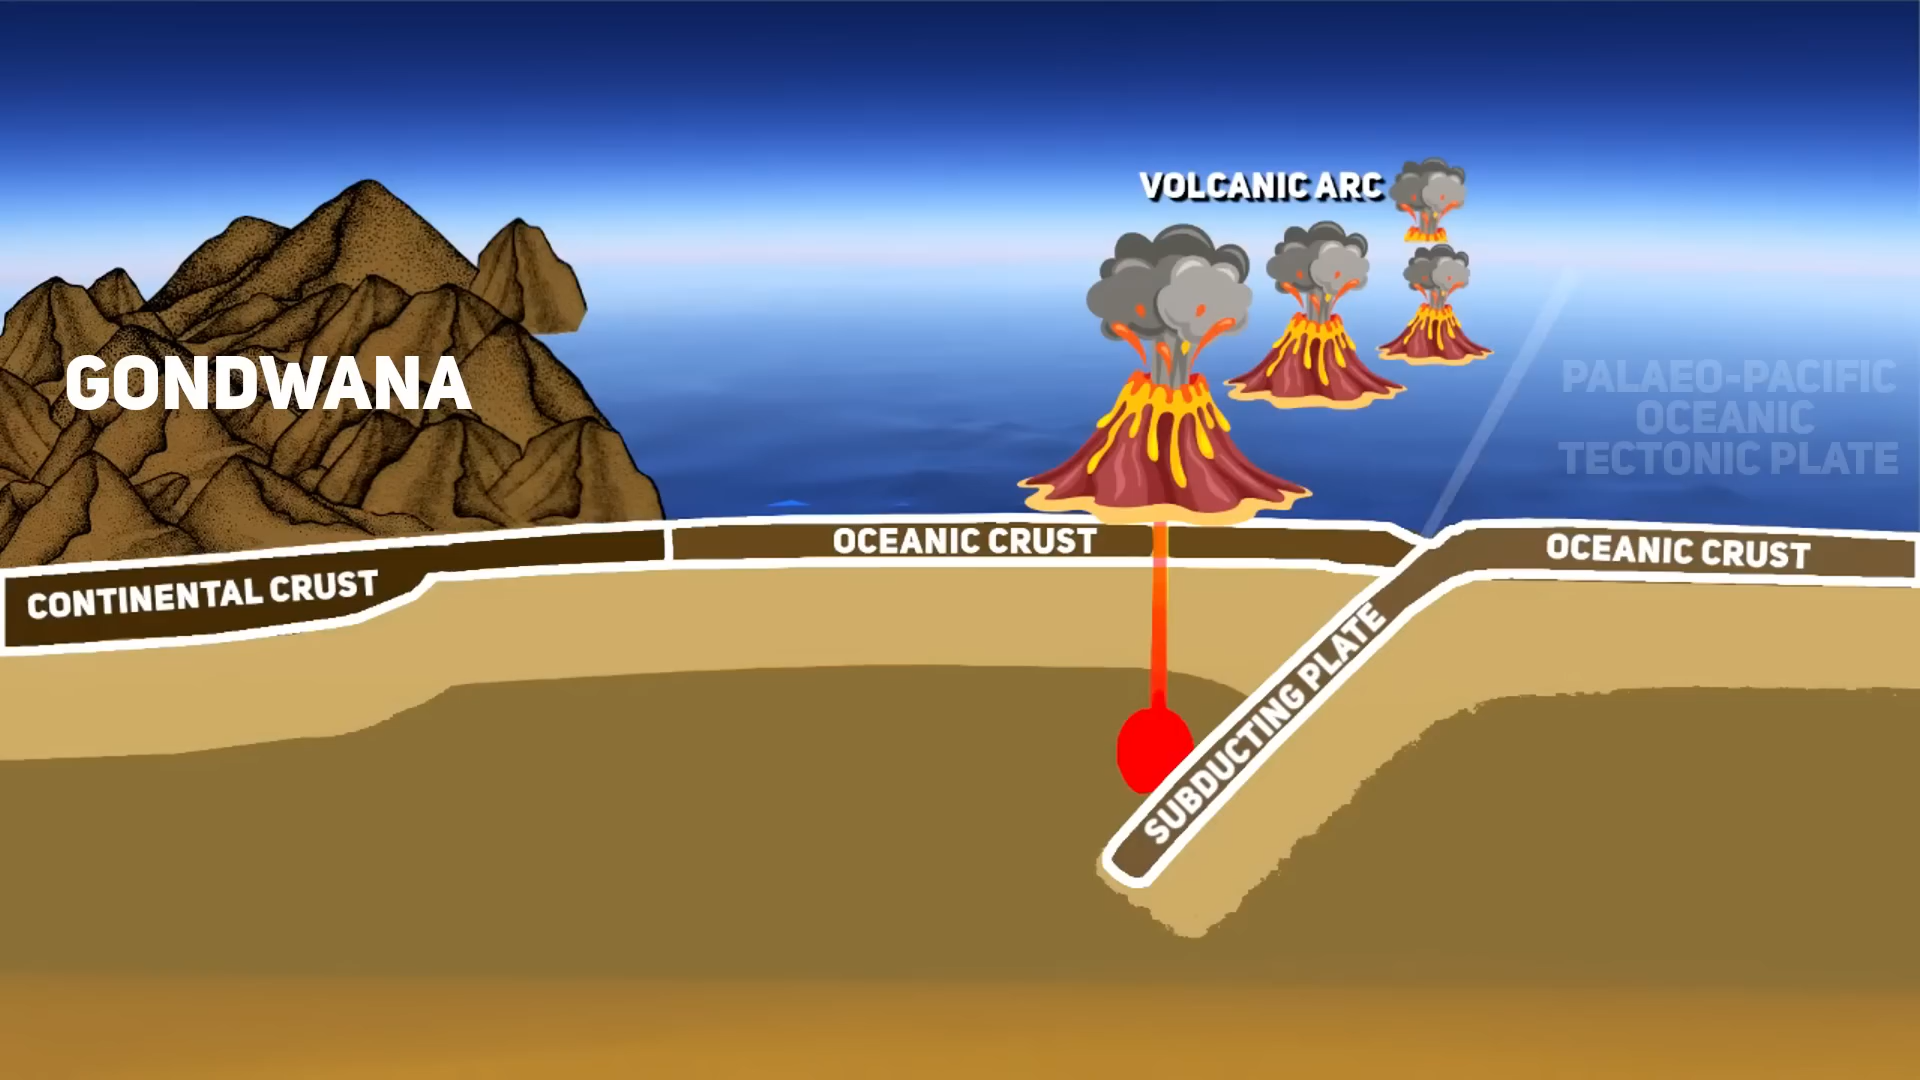 VOLCANIC ARC
GONDWANA
PALAEO-PACIFIC
OCEANIC
TECTONIC PLATE
OCEANIC CRUST
OCEANIC CRUST
CONTINENTAL CRUST
SUBDUCTING PLATE